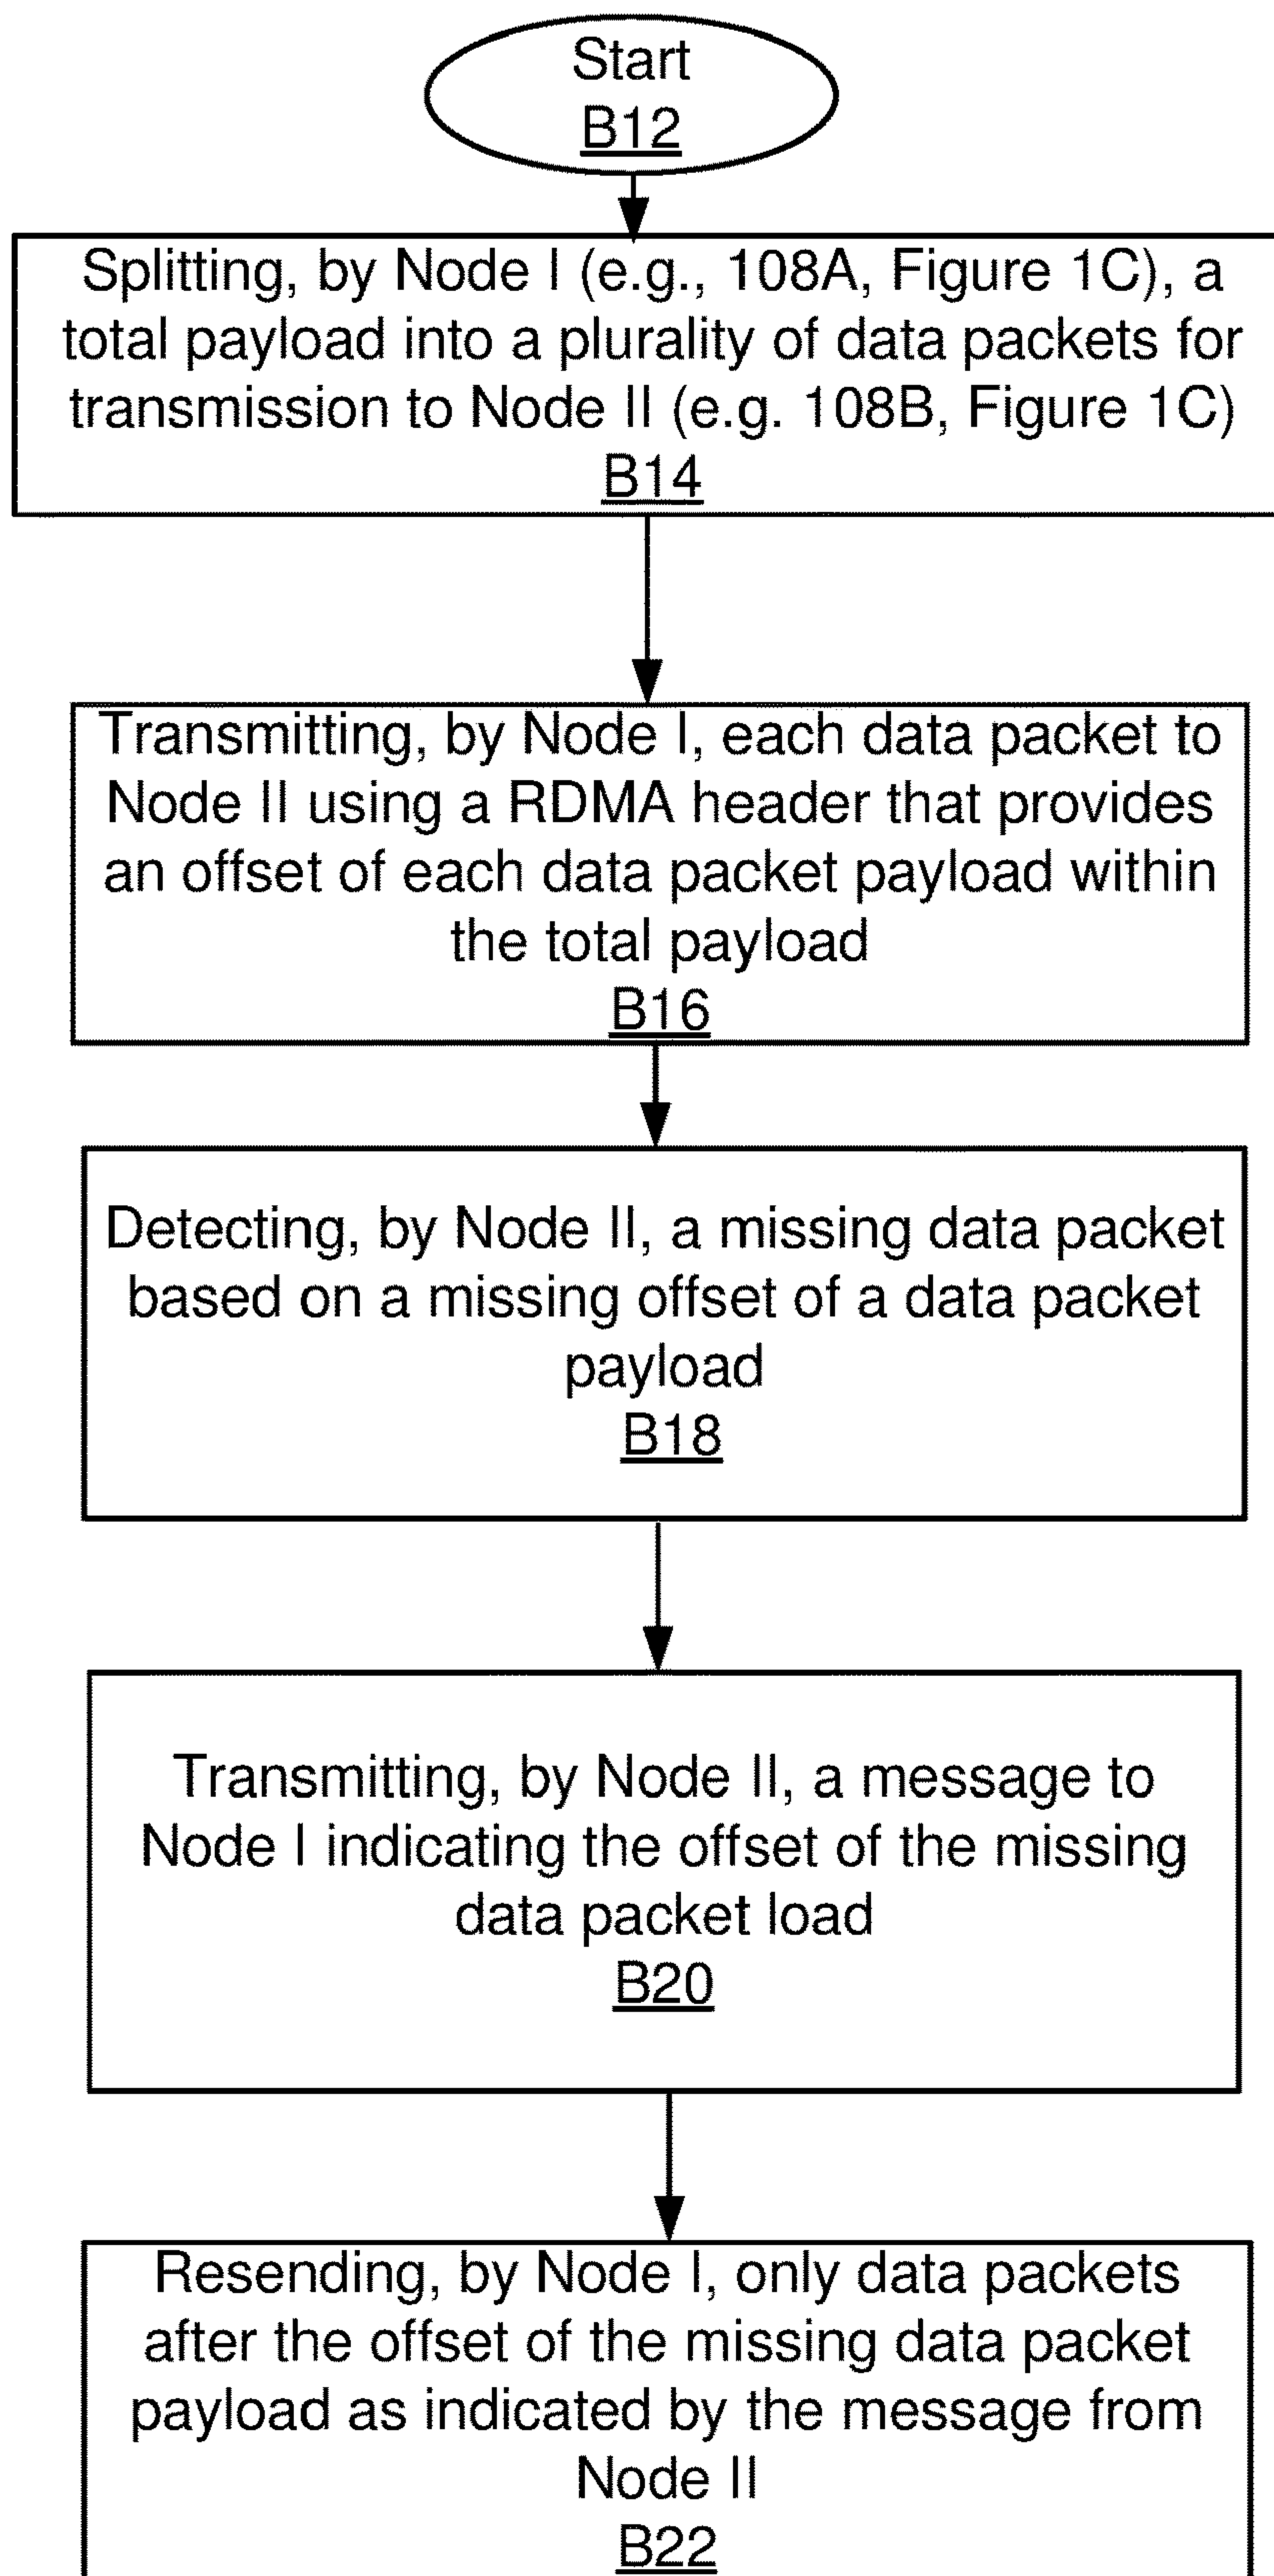 Start
B12
Splitting, by Node I (e.g., 108A, Figure 1C), a
total payload into a plurality of data packets for
transmission to Node II (e.g. 108B, Figure 1C)
B14
Transmitting, by Node I, each data packet to
Node II using a RDMA header that provides
an offset of each data packet payload within
the total payload
B16
Detecting, by Node II, a missing data packet
based on a missing offset of a data packet
payload
B18
Transmitting, by Node II, a message to
Node I indicating the offset of the missing
data packet load
B20
Resending, by Node I, only data packets
after the offset of the missing data packet
payload as indicated by the message from
Node II
B22